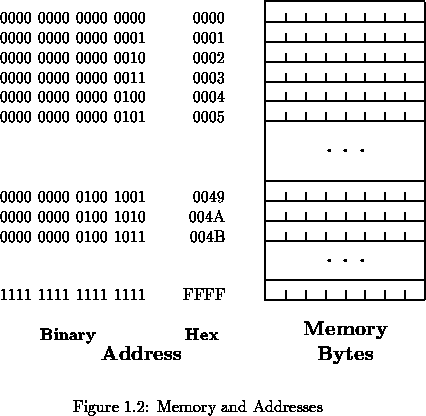 0000 0000 0000 0000 0000
0000 0000 0000 0001 0001
0000 0000 0000 0010 0002
0000 0000 0000 0011 0003
0000 0000 0000 0100 0004
0000 0000 0000 0101 0005
. . .
0000 0000 0100 1001 0049
0000 0000 0100 1010 004A
0000 0000 0100 1011 004B
. . .
1111 1111 1111 1111 FFFF
Binary Hex
Address
Memory
Bytes
Figure 1.2: Memory and Addresses